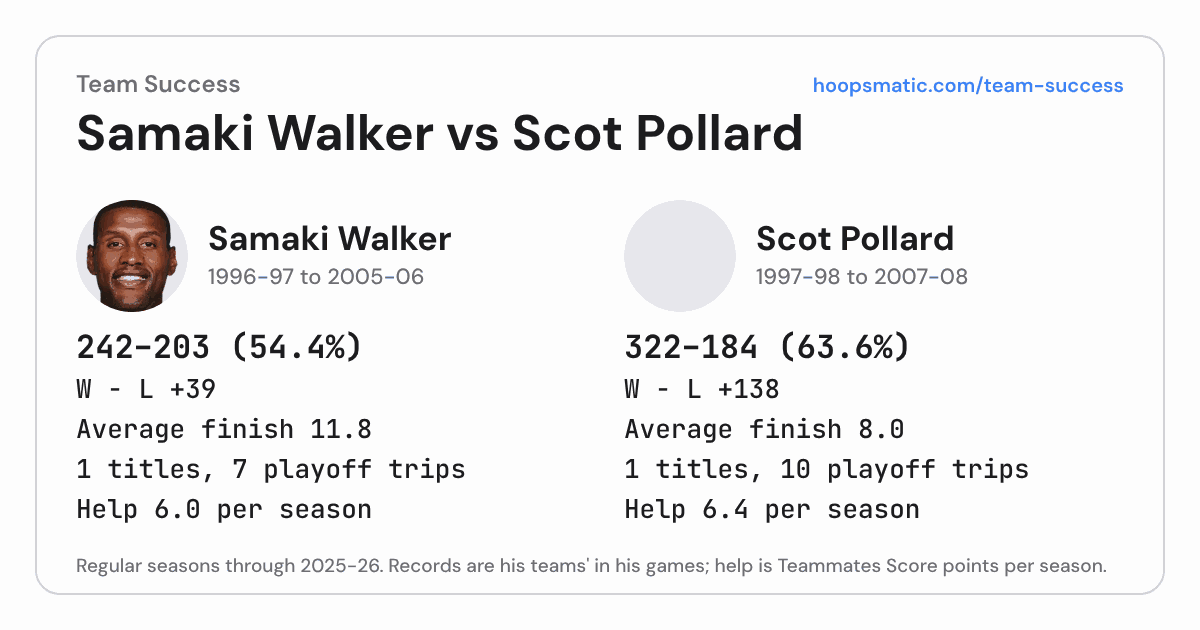 Team Success
hoopsmatic.com/team-success
Samaki Walker vs Scot Pollard
Samaki Walker
1996–97 to 2005–06
242–203 (54.4%)
W - L +39
Average finish 11.8
1 titles, 7 playoff trips
Help 6.0 per season
Scot Pollard
1997–98 to 2007–08
322–184 (63.6%)
W - L +138
Average finish 8.0
1 titles, 10 playoff trips
Help 6.4 per season
Regular seasons through 2025-26. Records are his teams' in his games; help is Teammates Score points per season.